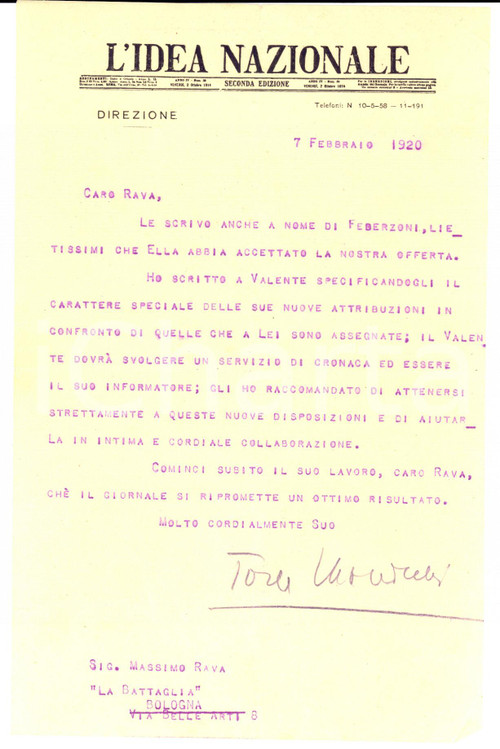 L'IDEA NAZIONALE
SECONDA EDIZIONE
Telefoni: N 10-5-58 — 11-191
DIREZIONE
7 FEBBRAIO 1920
CARO RAVA,
LE SCRIVO ANCHE A NOME DI FEBERZONI, LIE_
TISSIMI CHE ELLA ABBIA ACCETTATO LA NOSTRA OFFERTA.
HO SCRITTO A VALENTE SPECIFICANDOGLI IL
CARATTERE SPECIALE DELLE SUE NUOVE ATTRIBUZIONI IN
CONFRONTO DI QUELLE CHE A LEI SONO ASSEGNATE; IL VALEN_
TE DOVRÀ SVOLGERE UN SERVIZIO DI CRONACA ED ESSERE
IL SUO INFORMATORE; GLI HO RACCOMANDATO DI ATTENERSI
STRETTAMENTE A QUESTE NUOVE DISPOSIZIONI E DI AIUTAR_
LA IN INTIMA E CORDIALE COLLABORAZIONE.
COMINCI SUBITO IL SUO LAVORO, CARO RAVA,
CHÈ IL GIORNALE SI RIPROMETTE UN OTTIMO RISULTATO.
MOLTO CORDIALMENTE SUO
SIG. MASSIMO RAVA
"LA BATTAGLIA"
BOLOGNA
VIA BELLE ARTI 8